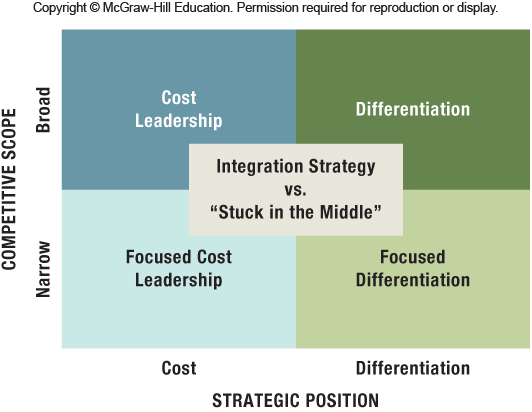 Copyright © McGraw-Hill Education. Permission required for reproduction or display.
COMPETITIVE SCOPE
Broad
Cost
Leadership
Differentiation
Integration Strategy
vs.
“Stuck in the Middle”
Narrow
Focused Cost
Leadership
Focused
Differentiation
Cost
Differentiation
STRATEGIC POSITION